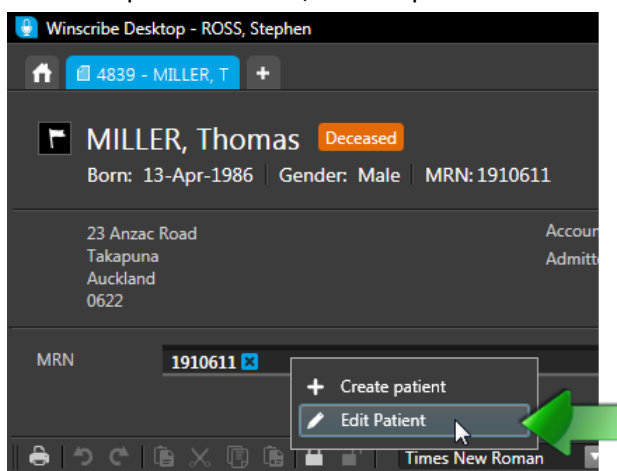 Winscribe Desktop - ROSS, Stephen
4839 - MILLER, T
MILLER, Thomas Deceased
Born: 13-Apr-1986 Gender: Male MRN: 1910611
23 Anzac Road
Takapuna
Auckland
0622
Accoun
Admitt
MRN 1910611
Create patient
Edit Patient
Times New Roman